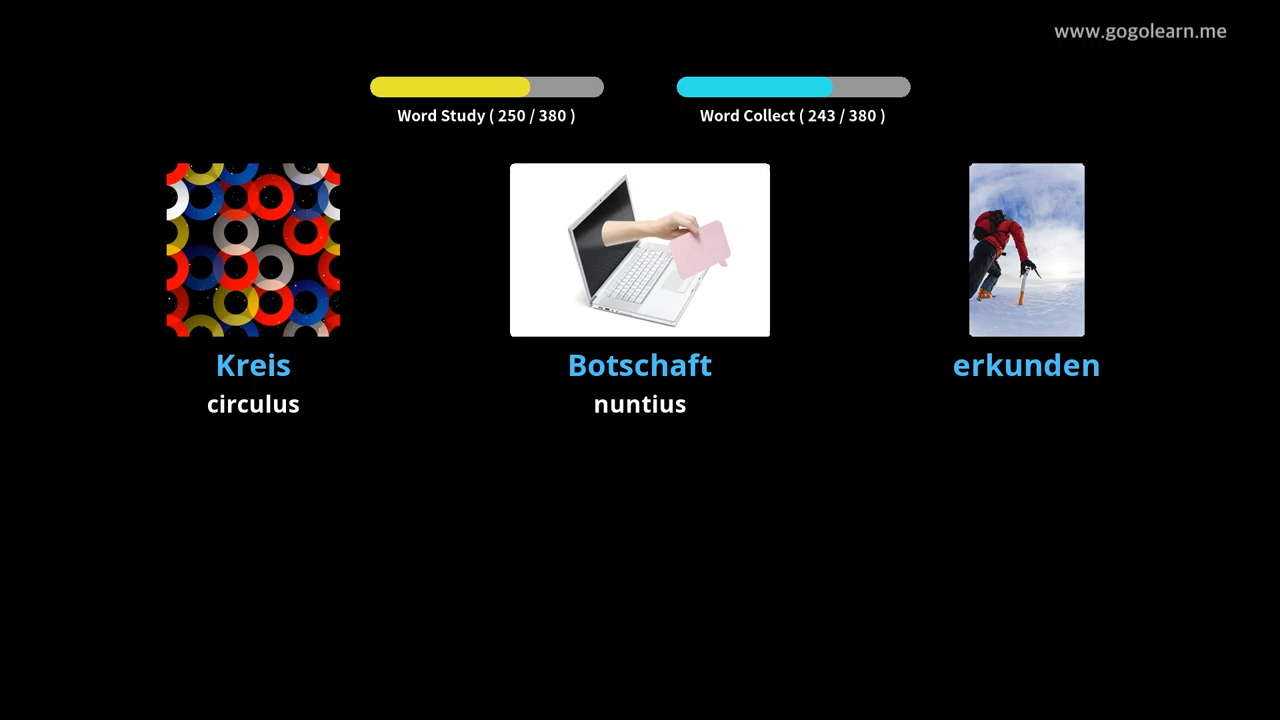 www.gogolearn.me
Word Study ( 250 / 380 )
Word Collect ( 243 / 380 )
Kreis
circulus
Botschaft
nuntius
erkunden